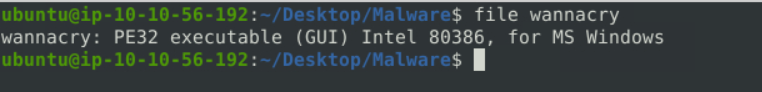 ubuntu@ip-10-10-56-192:~/Desktop/Malware$ file wannacry
wannacry: PE32 executable (GUI) Intel 80386, for MS Windows
ubuntu@ip-10-10-56-192:~/Desktop/Malware$